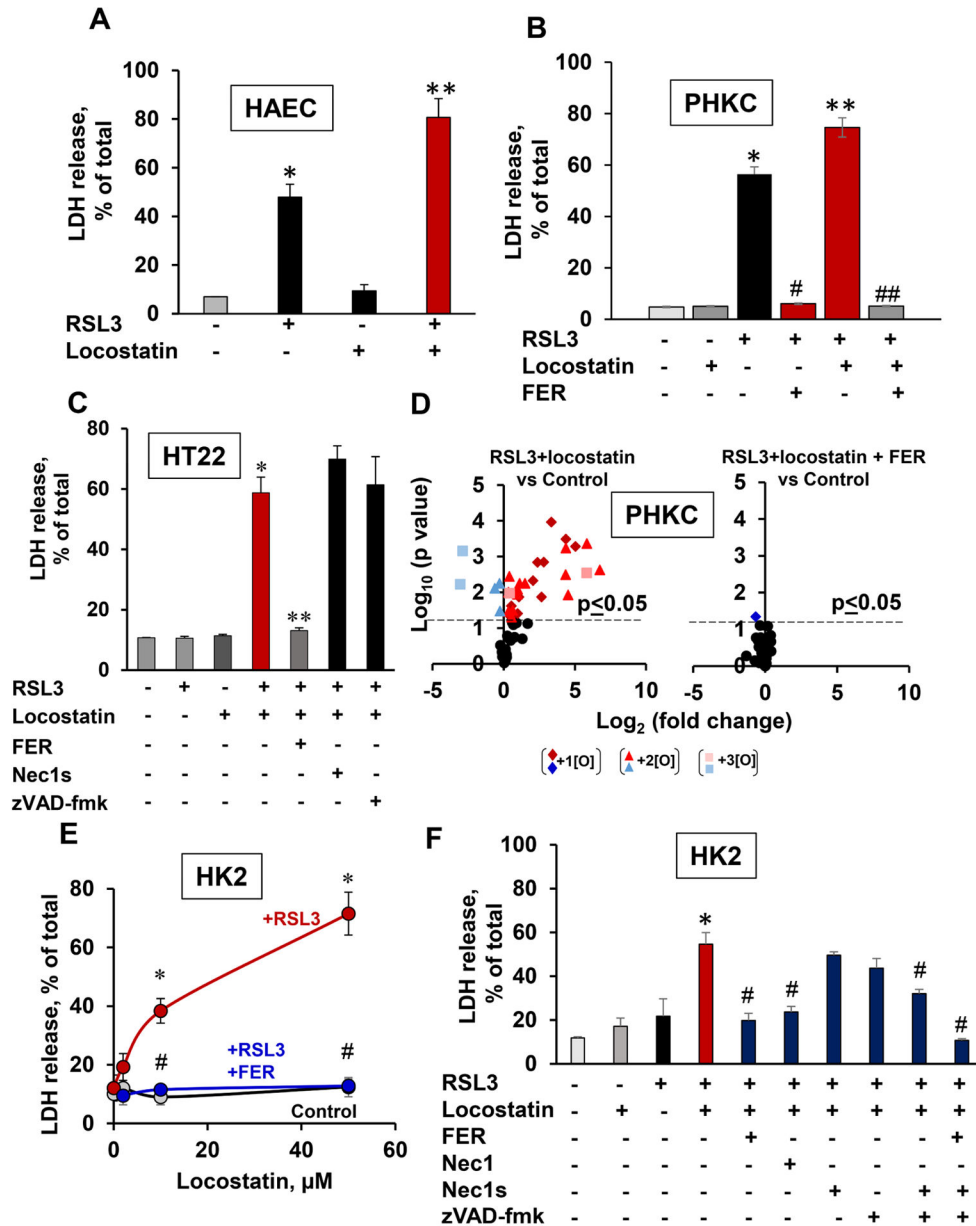 A
LDH release,
% of total
100
80
60
40
20
0
HAEC
*
**
RSL3 - + - +
Locostatin - - + +
B
LDH release,
% of total
100
80
60
40
20
0
PHKC
*
#
**
##
RSL3 - - + + + +
Locostatin - + - - + +
FER - - - + - +
C
LDH release,
% of total
80
60
40
20
0
HT22
*
**
RSL3 - + - + + + +
Locostatin - - + + + + +
FER - - - - + - -
Nec1s - - - - - + -
zVAD-fmk - - - - - - +
D
RSL3+locostatin
vs Control
RSL3+locostatin + FER
vs Control
PHKC
Log10 (p value)
5
4
3
2
1
0
p≤0.05
-5 0 5 10
5
4
3
2
1
0
p≤0.05
-5 0 5 10
Log2 (fold change)
+1[O] +2[O] +3[O]
E
HK2
LDH release, % of total
80
60
40
20
0
*
*
+RSL3
#
#
+RSL3
+FER
Control
0 20 40 60
Locostatin, μM
F
HK2
LDH release,
% of total
100
80
60
40
20
0
*
#
#
#
#
RSL3 - - + + + + + + + +
Locostatin - + - + + + + + + +
FER - - - - + - - - - +
Nec1 - - - - - + - - - -
Nec1s - - - - - - + - + +
zVAD-fmk - - - - - - - + + +